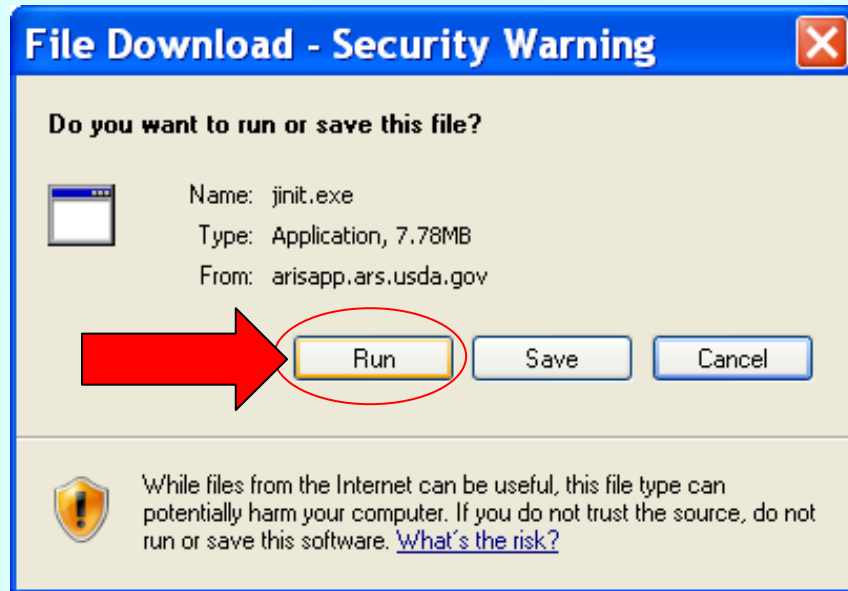 File Download - Security Warning
Do you want to run or save this file?
Name: jinit.exe
Type: Application, 7.78MB
From: arisapp.ars.usda.gov
Run Save Cancel
While files from the Internet can be useful, this file type can
potentially harm your computer. If you do not trust the source, do not
run or save this software. What's the risk?